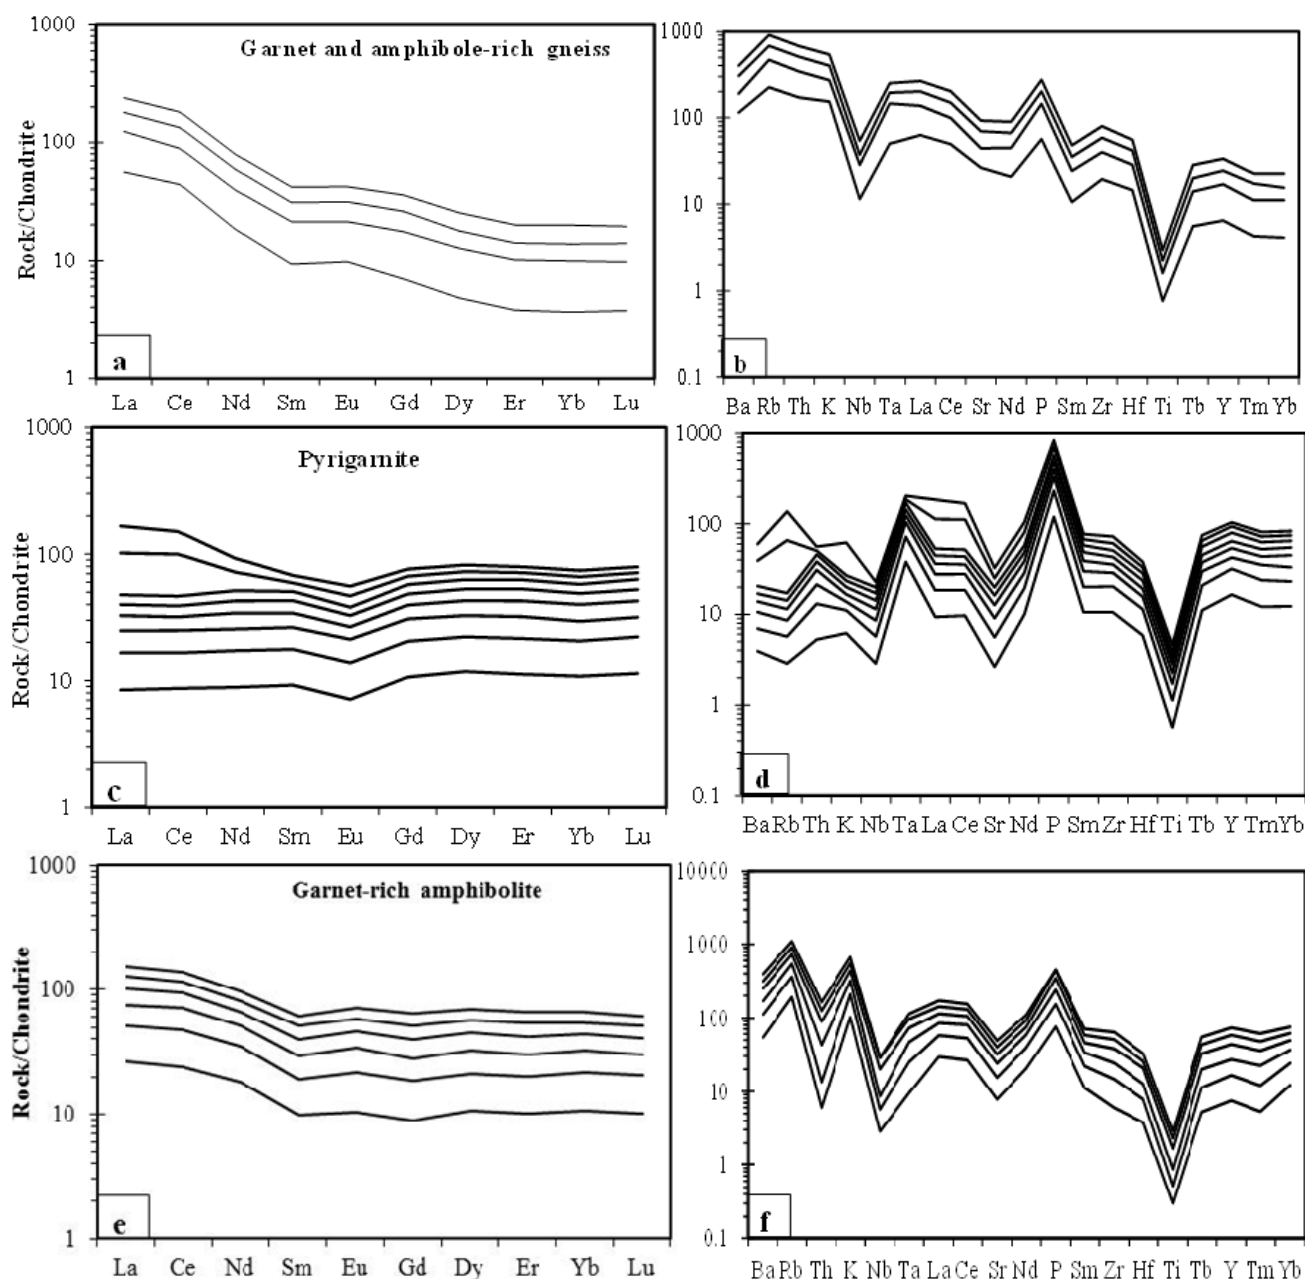 1000
Garnet and amphibole-rich gneiss
100
10
1
Rock/Chondrite
a
La Ce Nd Sm Eu Gd Dy Er Yb Lu
1000
100
10
1
0.1
b
Ba Rb Th K Nb Ta La Ce Sr Nd P Sm Zr Hf Ti Tb Y Tm Yb
1000
Pyrigarnite
100
10
1
Rock/Chondrite
c
La Ce Nd Sm Eu Gd Dy Er Yb Lu
1000
100
10
1
0.1
d
Ba Rb Th K Nb Ta La Ce Sr Nd P Sm Zr Hf Ti Tb Y Tm Yb
1000
Garnet-rich amphibolite
100
10
1
Rock/Chondrite
e
La Ce Nd Sm Eu Gd Dy Er Yb Lu
10000
1000
100
10
1
0.1
f
Ba Rb Th K Nb Ta La Ce Sr Nd P Sm Zr Hf Ti Tb Y Tm Yb